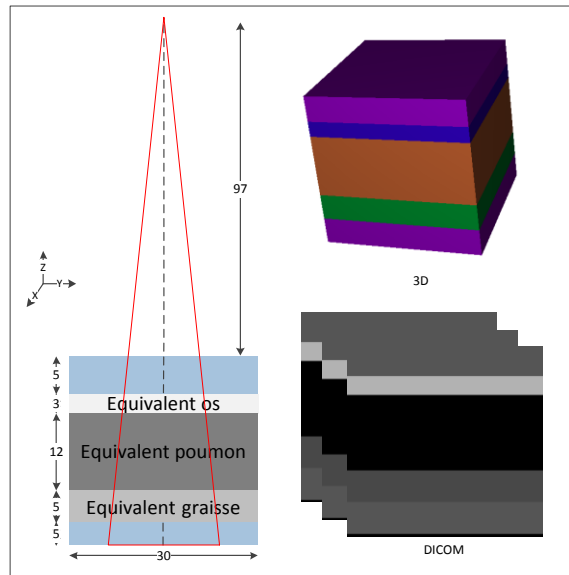 97
Z
Y
X
3D
5
3
Equivalent os
12
Equivalent poumon
5
Equivalent graisse
5
30
DICOM